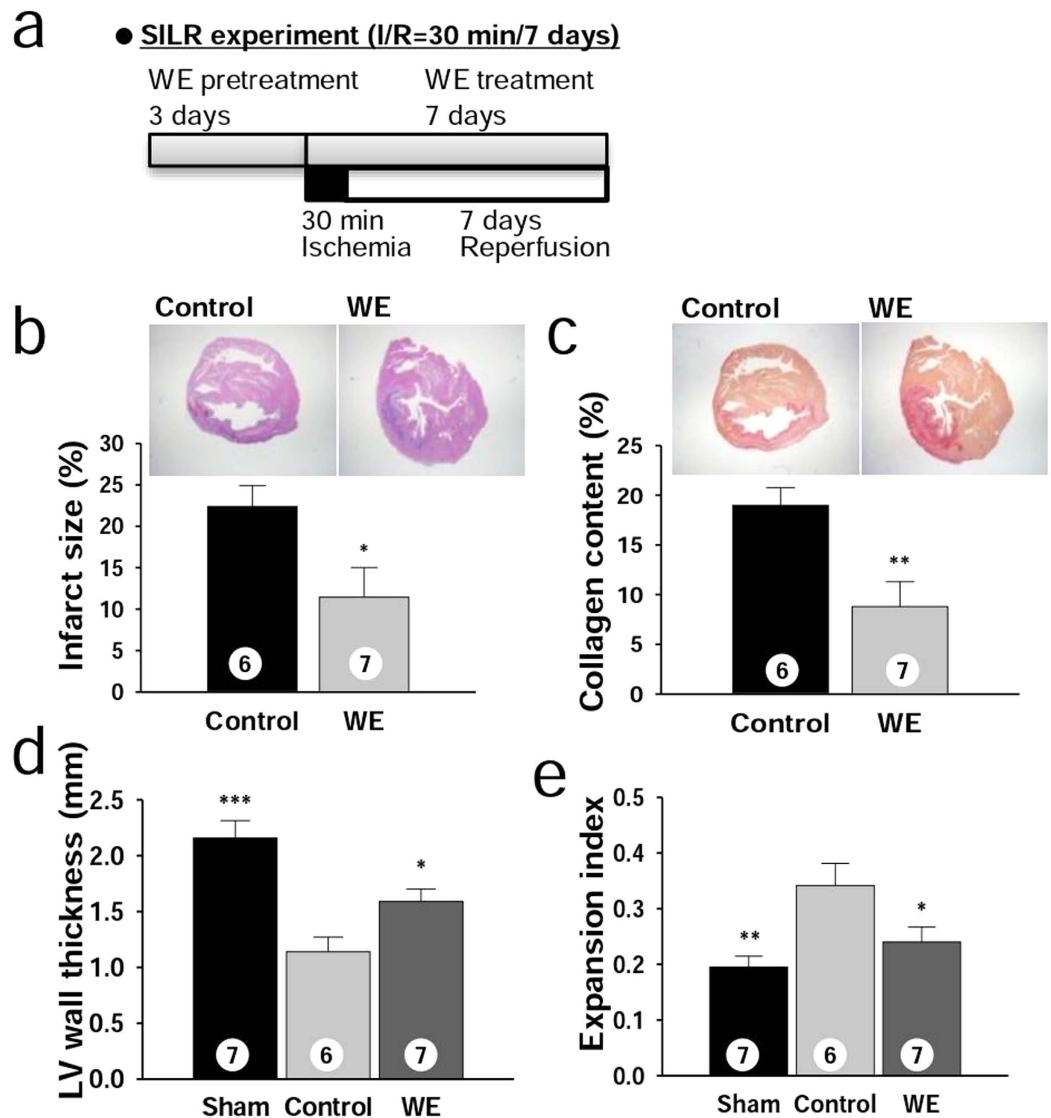 a
● SILR experiment (I/R=30 min/7 days)
WE pretreatment
WE treatment
3 days
7 days
30 min
Ischemia
7 days
Reperfusion
b
Control
WE
Infarct size (%)
30
25
20
15
10
5
0
*
6
7
Control
WE
c
Control
WE
Collagen content (%)
25
20
15
10
5
0
**
6
7
Control
WE
d
LV wall thickness (mm)
2.5
2.0
1.5
1.0
0.5
0.0
***
*
7
6
7
Sham
Control
WE
e
Expansion index
0.5
0.4
0.3
0.2
0.1
0.0
**
*
7
6
7
Sham
Control
WE